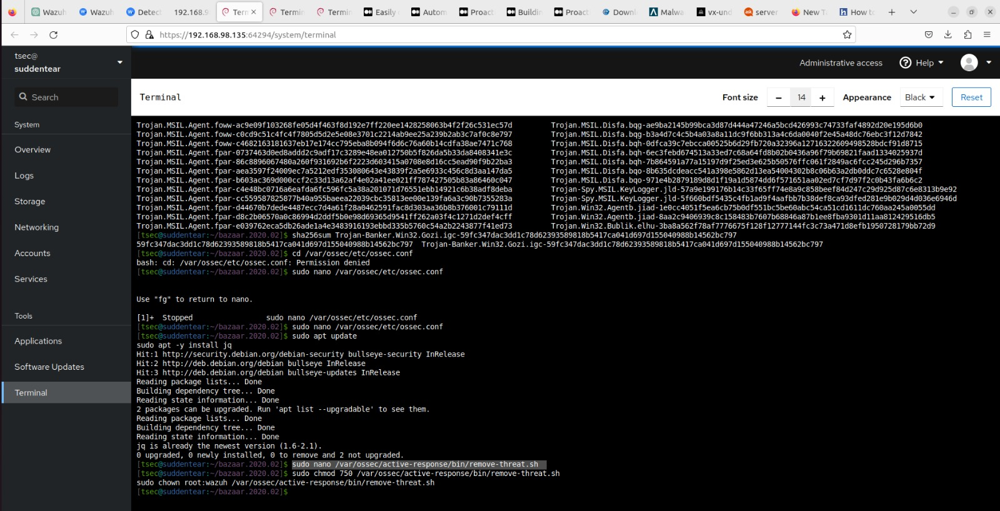 Wazuh
Wazuh
Detect
192.168.9
Term
Termin
Termin
Easily
Autom
Proact
Buildin
Proact
Downl
Malwa
vx-und
ask
server
New T
How to
https://192.168.98.135:64294/system/terminal
tsec@
suddentear
Administrative access
Help
Search
Terminal
Font size
14
Appearance
Black
Reset
System
Overview
Logs
Storage
Networking
Accounts
Services
Tools
Applications
Software Updates
Terminal
Trojan.MSIL.Agent.foww-ac9e09f103268fe05d4f463f8d192e7ff220ee1428258063b4f2f26c531ec57d Trojan.MSIL.Disfa.bqg-ae9ba2145b99bca3d87d444a47246a5bcd426993c74733faf4892d20e195d6b0
Trojan.MSIL.Agent.foww-c0cd9c51c4fc4f7805d5d2e5e08e3701c2214ab9ee25a239b2ab3c7af0c8e797 Trojan.MSIL.Disfa.bqg-b3a4d7c4c5b4a03a8a11dc9f6bb313a4c6da0040f2e45a48dc76ebc3f12d7842
Trojan.MSIL.Agent.foww-c4682163181637eb17e174cc795eba8b094f6d6c76a60b14cdfa38ae7471c768 Trojan.MSIL.Disfa.bqh-0dfca39c7ebcca00525b6d29fb720a32396a12716322609498528bdcf91d8715
Trojan.MSIL.Agent.fpar-0737463d0ed8addd2c9adf17c3289e48ea012750b5f826da5b33da8408341e3c Trojan.MSIL.Disfa.bqh-6ec3febd674513a33ed7c68a64fd8b02b0436a96f79b69821faad1334025937d
Trojan.MSIL.Agent.fpar-86c8896067480a260f931692b6f2223d603415a0708e8d16cc5ead90f9b22ba3 Trojan.MSIL.Disfa.bqh-7b864591a77a15197d9f25ed3e625b50576ffc061f2849ac6fcc245d296b7357
Trojan.MSIL.Agent.fpar-aea3597f24009ec7a5212edf353080643e43839f2a5e6933c456c8d3aa147da5 Trojan.MSIL.Disfa.bqo-8b635dcdeacc541a398e5862d13ea54004302b8c06b63a2db0ddc7c6528e804f
Trojan.MSIL.Agent.fpar-b603ac369d000ccf2c33d13a62af4e02a41ee021ff787427505b83a86460c047 Trojan.MSIL.Disfa.bqo-971e4b2879189d8d1f19a1d5874dd6f571651aa02ed7cf7d97f2c0b43fa6b6c2
Trojan.MSIL.Agent.fpar-c4e48bc0716a6eafda6fc596fc5a38a201071d76551ebb14921c6b38adf8deba Trojan-Spy.MSIL.KeyLogger.jld-57a9e199176b14c33f65ff74e8a9c858beef84d247c29d925d87c6e8313b9e92
Trojan.MSIL.Agent.fpar-cc559587825877b40a955baeea22039cbc35813ee00e139fa6a3c90b7355283a Trojan-Spy.MSIL.KeyLogger.jld-5f660bdf5435c4fb1ad9f4aafbb7b38def8ca93dfed281e9b029d4d036e6946d
Trojan.MSIL.Agent.fpar-d44670b7dede4487ecc7d4a61f28a0462591fac8d303aa36b8b376001c79111d Trojan.Win32.Agentb.jiad-1e0cc4051f5ea6cb75b0df551bc5be60abc54ca51cd1611dc760aa245a0055dd
Trojan.MSIL.Agent.fpar-d8c2b06570a0c86994d2ddf5b0e98d69365d9541ff262a03f4c1271d2def4cff Trojan.Win32.Agentb.jiad-8aa2c9406939c8c158483b7607b68846a87b1ee8fba9301d11aa812429516db5
Trojan.MSIL.Agent.fpar-e039762eca5db26ade1a4e3483916193ebbd335b5760c54a2b2243877f41ed73 Trojan.Win32.Bublik.elhu-3ba8a562f78af7776675f128f12777144fc3c73a471d8efb1950728179bb72d9
[tsec@suddentear:~/bazaar.2020.02]$ sha256sum Trojan-Banker.Win32.Gozi.igc-59fc347dac3dd1c78d62393589818b5417ca041d697d155040988b14562bc797
59fc347dac3dd1c78d62393589818b5417ca041d697d155040988b14562bc797 Trojan-Banker.Win32.Gozi.igc-59fc347dac3dd1c78d62393589818b5417ca041d697d155040988b14562bc797
[tsec@suddentear:~/bazaar.2020.02]$ cd /var/ossec/etc/ossec.conf
bash: cd: /var/ossec/etc/ossec.conf: Permission denied
[tsec@suddentear:~/bazaar.2020.02]$ sudo nano /var/ossec/etc/ossec.conf
Use "fg" to return to nano.
[1]+ Stopped sudo nano /var/ossec/etc/ossec.conf
[tsec@suddentear:~/bazaar.2020.02]$ sudo nano /var/ossec/etc/ossec.conf
[tsec@suddentear:~/bazaar.2020.02]$ sudo apt update
sudo apt -y install jq
Hit:1 http://security.debian.org/debian-security bullseye-security InRelease
Hit:2 http://deb.debian.org/debian bullseye InRelease
Hit:3 http://deb.debian.org/debian bullseye-updates InRelease
Reading package lists... Done
Building dependency tree... Done
Reading state information... Done
2 packages can be upgraded. Run 'apt list --upgradable' to see them.
Reading package lists... Done
Building dependency tree... Done
Reading state information... Done
jq is already the newest version (1.6-2.1).
0 upgraded, 0 newly installed, 0 to remove and 2 not upgraded.
[tsec@suddentear:~/bazaar.2020.02]$ sudo nano /var/ossec/active-response/bin/remove-threat.sh
[tsec@suddentear:~/bazaar.2020.02]$ sudo chmod 750 /var/ossec/active-response/bin/remove-threat.sh
sudo chown root:wazuh /var/ossec/active-response/bin/remove-threat.sh
[tsec@suddentear:~/bazaar.2020.02]$